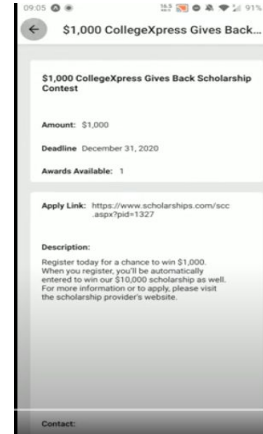 09:05
91%
$1,000 CollegeXpress Gives Back...
$1,000 CollegeXpress Gives Back Scholarship
Contest
Amount: $1,000
Deadline December 31, 2020
Awards Available: 1
Apply Link: https://www.scholarships.com/scc
.aspx?pid=1327
Description:
Register today for a chance to win $1,000.
When you register, you'll be automatically
entered to win our $10,000 scholarship as well.
For more information or to apply, please visit
the scholarship provider's website.
Contact: